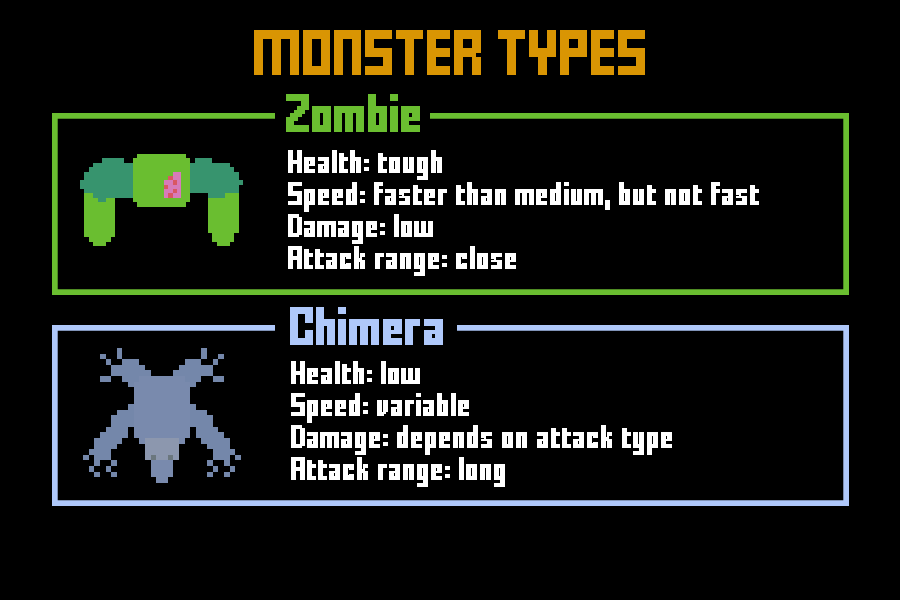 MONSTER TYPES
Zombie
Health: tough
Speed: faster than medium, but not fast
Damage: low
Attack range: close
Chimera
Health: low
Speed: variable
Damage: depends on attack type
Attack range: long